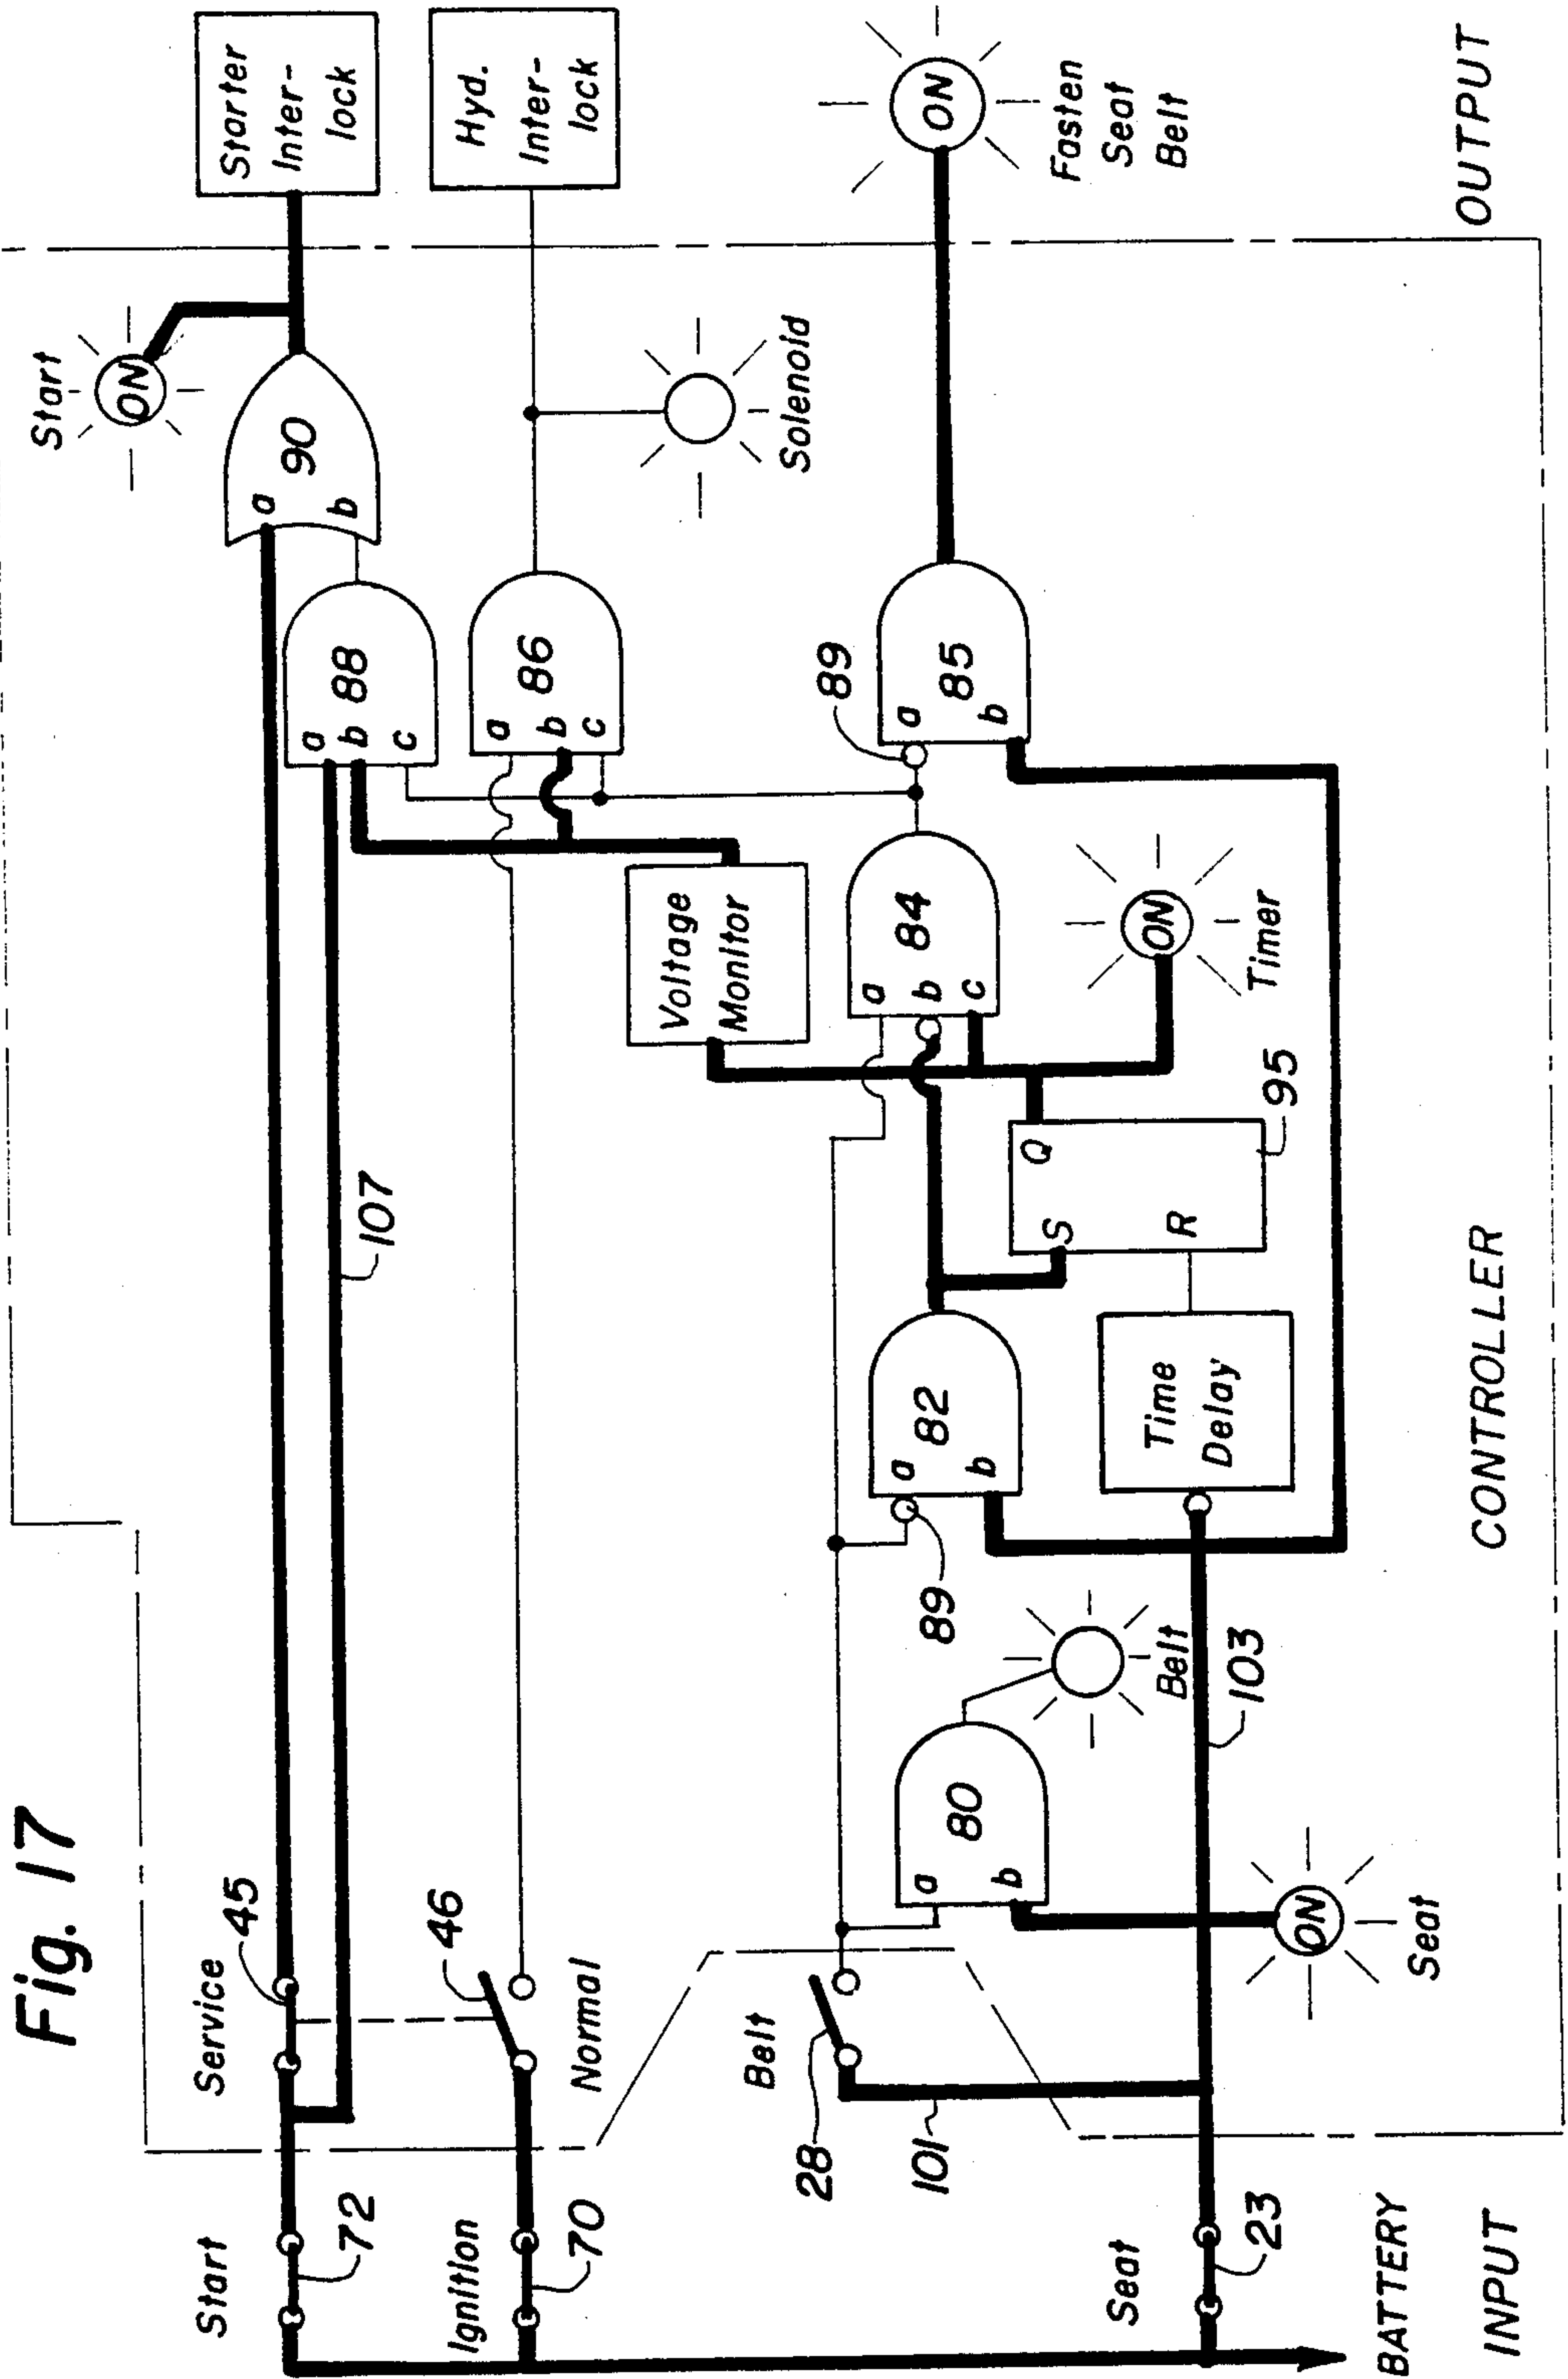 Fig. 17
Start
72
Service
45
107
a
b
c
88
a
b
90
Start
ON
Starter
Inter-
lock
Ignition
70
46
Normal
a
b
c
86
Hyd.
Inter-
lock
Solenoid
Voltage
Monitor
Belt
28
101
a
b
80
Belt
89
a
b
82
a
b
c
84
89
a
b
85
ON
Fasten
Seat
Belt
Seat
23
103
ON
Seat
Time
Delay
S
R
Q
95
ON
Timer
BATTERY
INPUT
CONTROLLER
OUTPUT